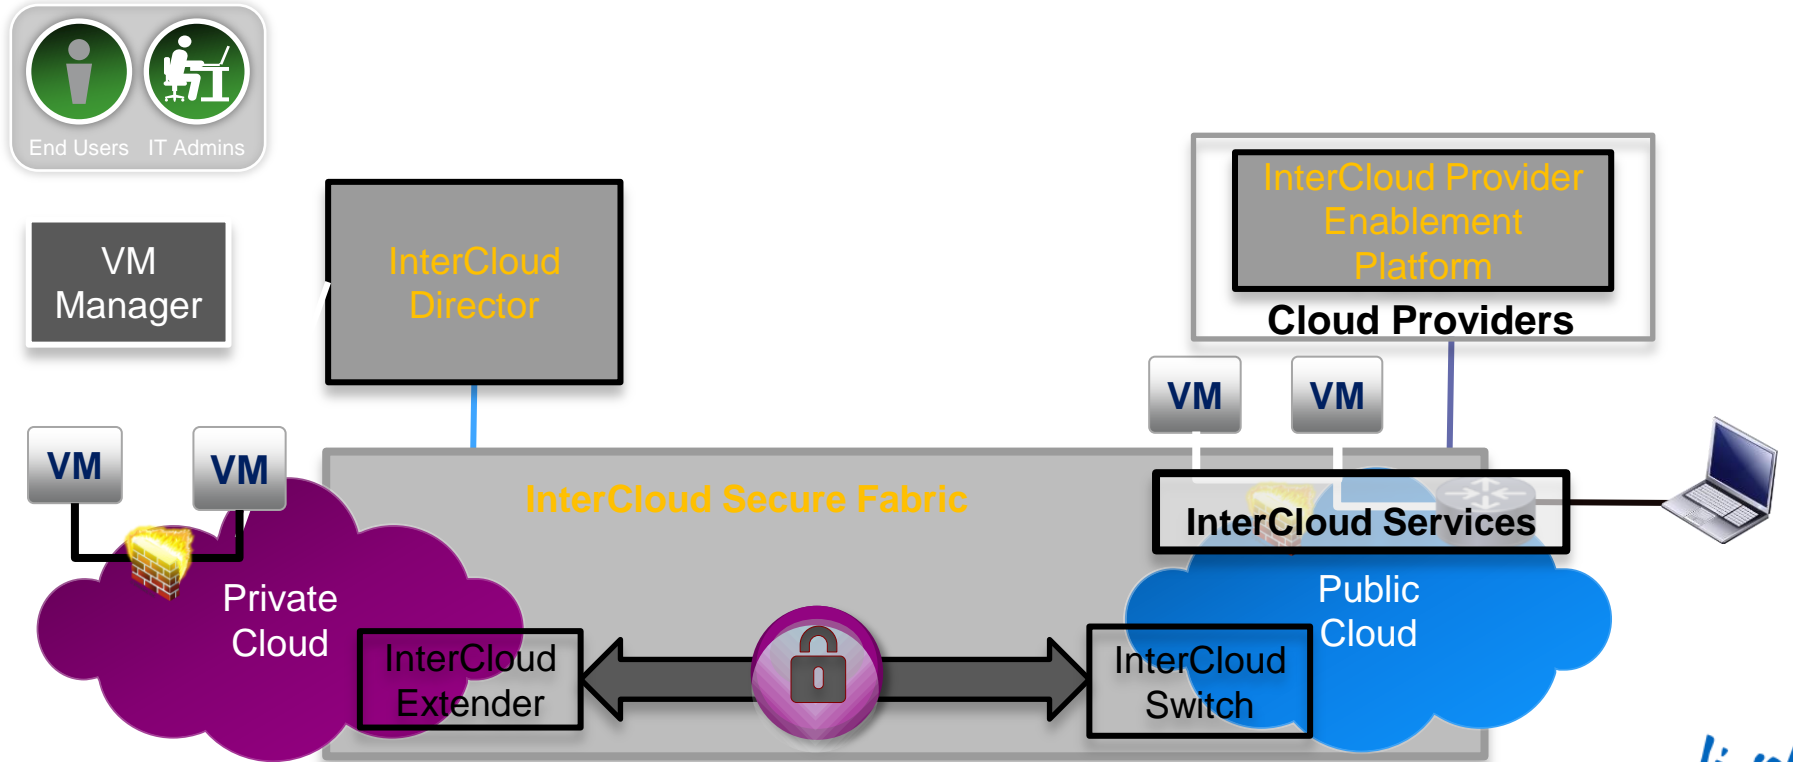 End Users IT Admins
VM
Manager
InterCloud
Director
InterCloud Provider
Enablement
Platform
Cloud Providers
VM
VM
VM
VM
InterCloud Secure Fabric
InterCloud Services
Private
Cloud
Public
Cloud
InterCloud
Extender
InterCloud
Switch